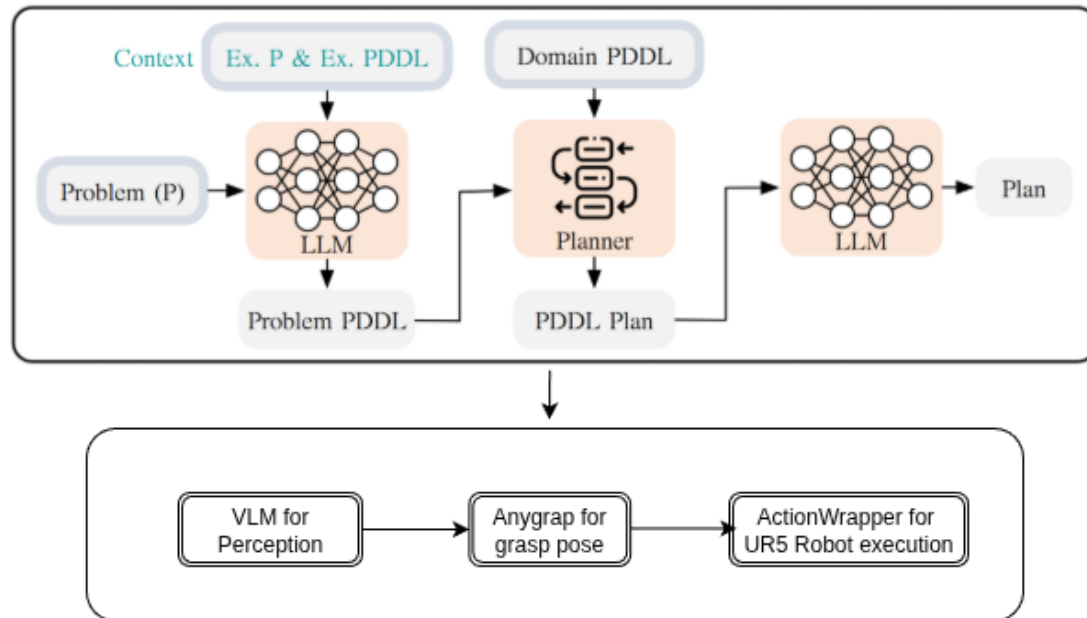 Context
Ex. P & Ex. PDDL
Domain PDDL
Problem (P)
LLM
Planner
LLM
Plan
Problem PDDL
PDDL Plan
VLM for
Perception
Anygrap for
grasp pose
ActionWrapper for
UR5 Robot execution